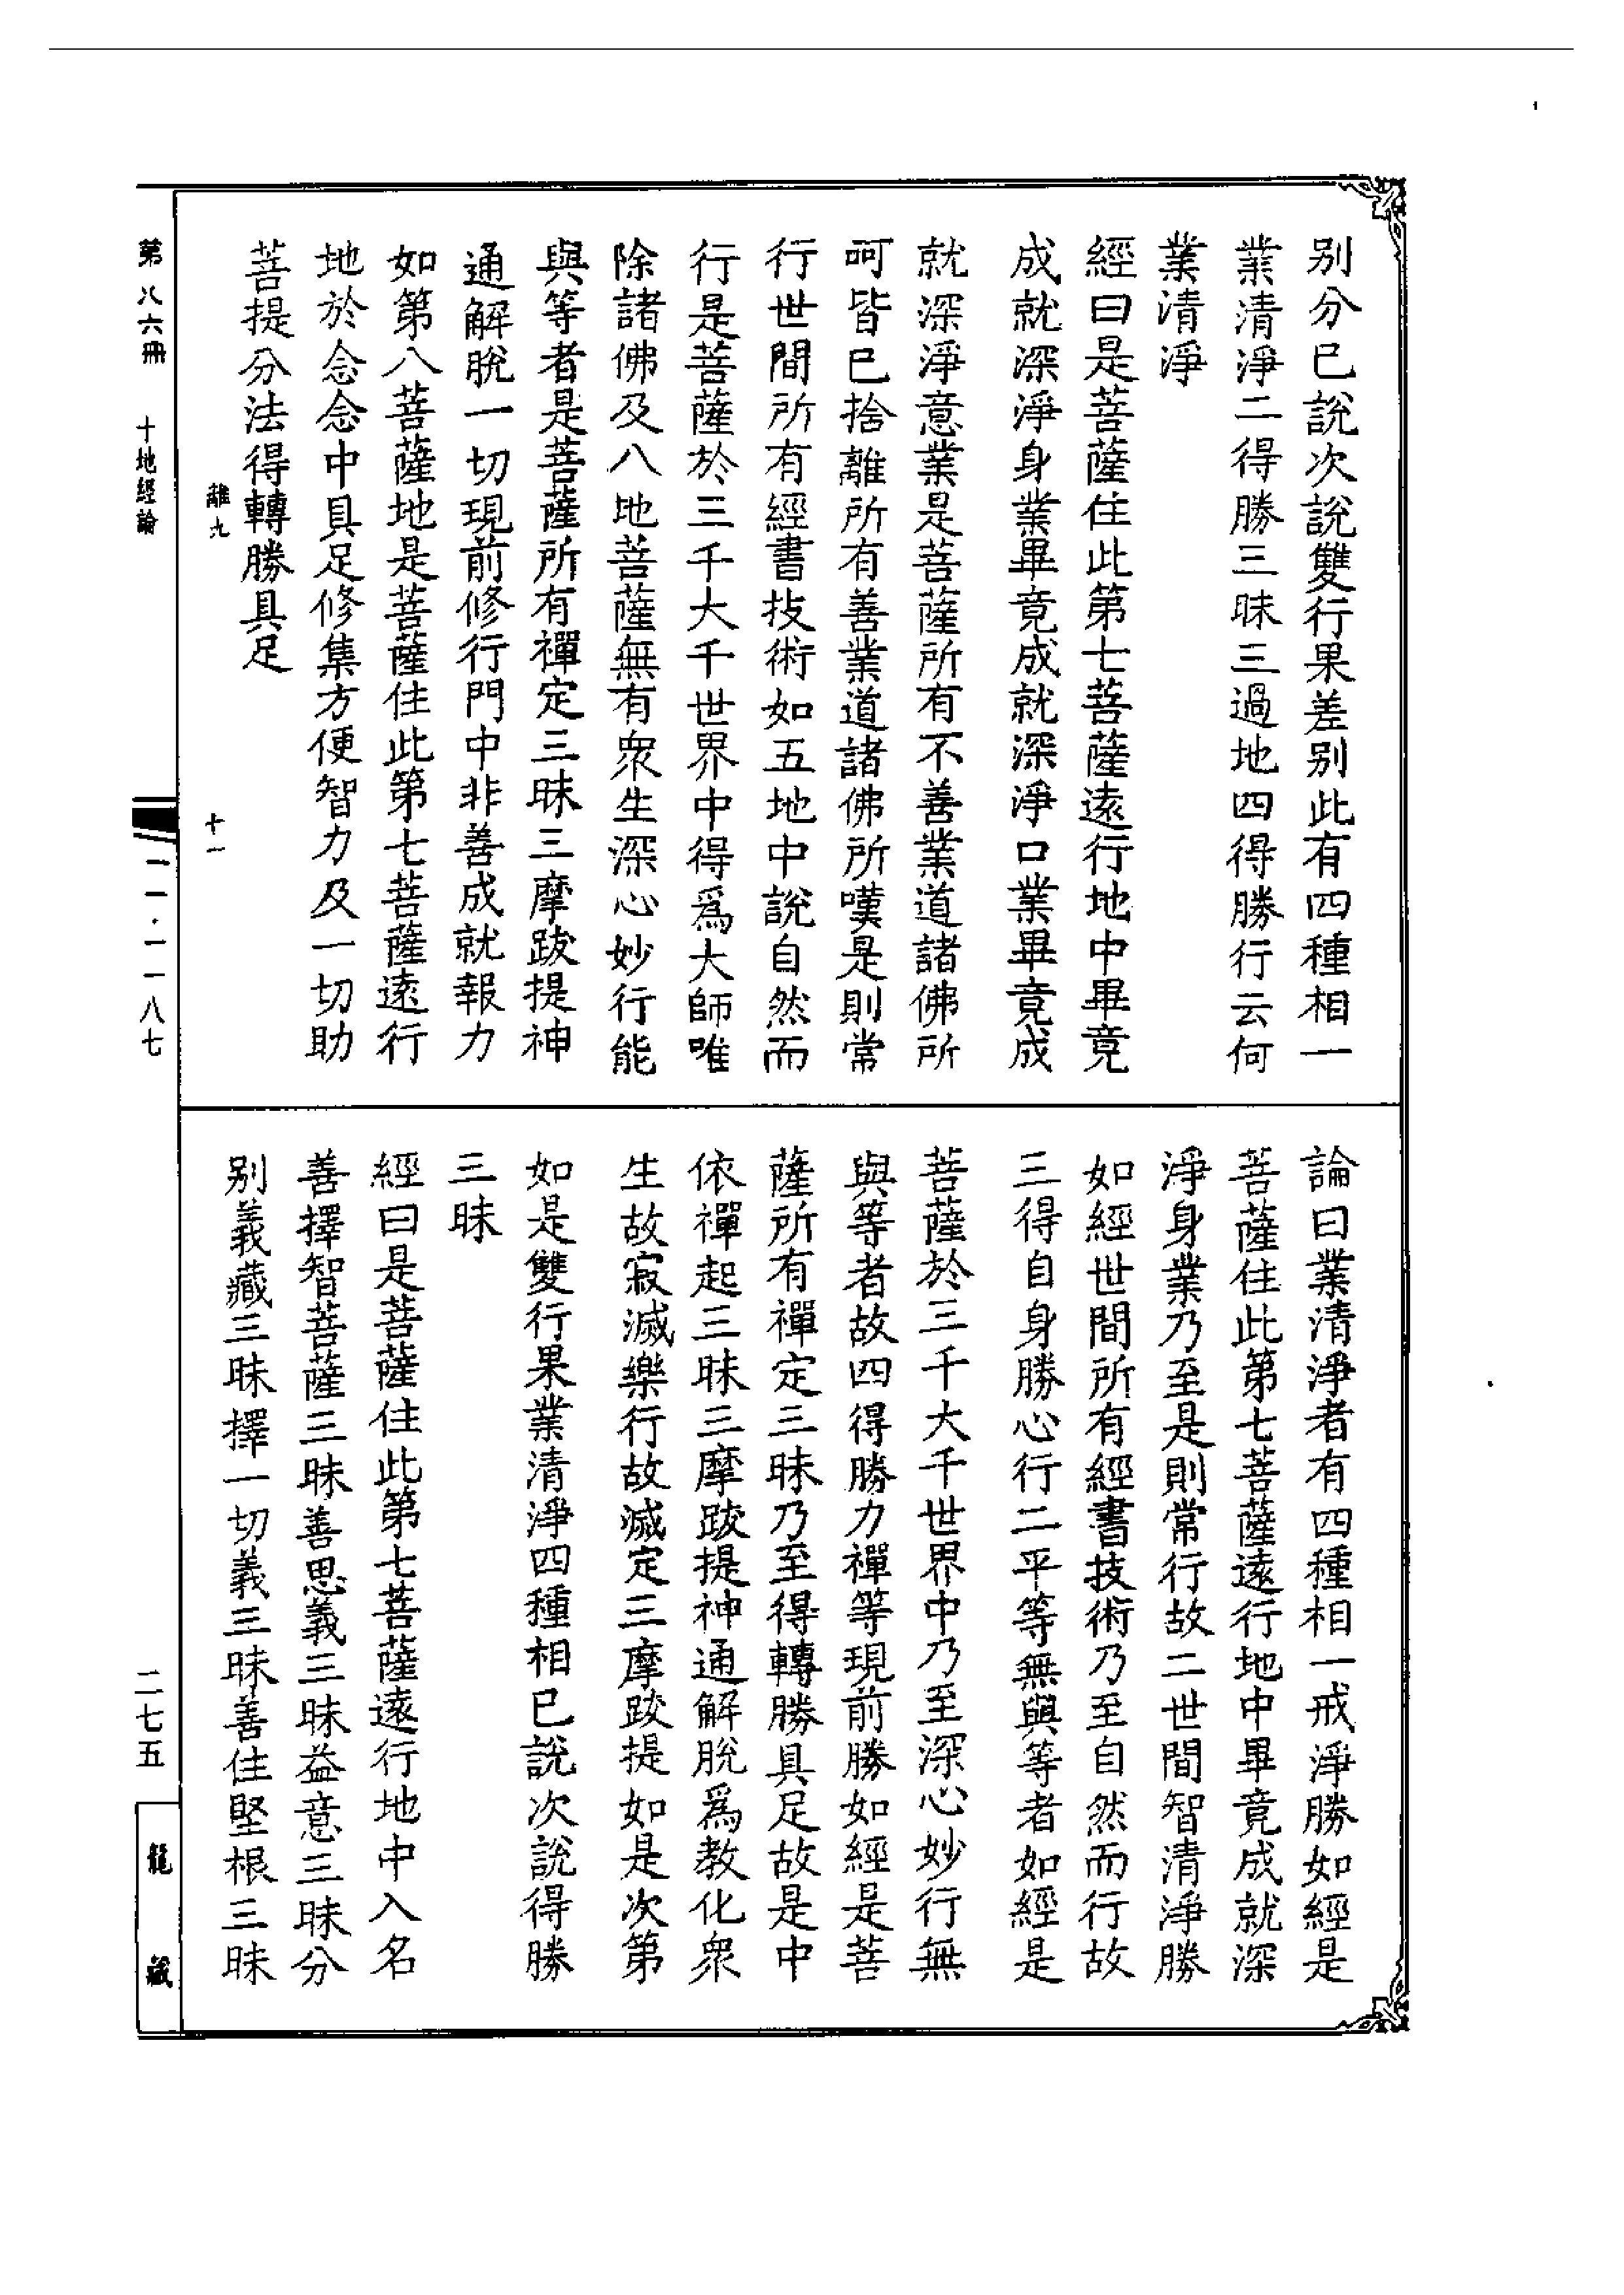 别分已說次說雙行果差别此有四種相一
業清淨二得勝三昧三過地四得勝行云何
業清淨
經曰是菩薩住此第七菩薩遠行地中畢竟
成就深淨身業畢竟成就深淨口業畢竟成
就深淨意業是菩薩所有不善業道諸佛所
呵皆已捨離所有善業道諸佛所嘆是則常
行世間所有經書技術如五地中說自然而
行是菩薩於三千大千世界中得爲大師唯
除諸佛及八地菩薩無有衆生深心妙行能
與等者是菩薩所有禪定三昧三摩跋提神
通解脫一切現前修行門中非善成就報力
如第八菩薩地是菩薩住此第七菩薩遠行
地於念念中具足修集方便智力及一切助
菩提分法得轉勝具足
離九
十一
論曰業清淨者有四種相一戒淨勝如經是
菩薩住此第七菩薩遠行地中畢竟成就深
淨身業乃至是則常行故二世間智清淨勝
如經世間所有經書技術乃至自然而行故
三得自身勝心行二平等無與等者如經是
菩薩於三千大千世界中乃至深心妙行無
與等者故四得勝力禪等現前勝如經是菩
薩所有禪定三昧乃至得轉勝具足故是中
依禪起三昧三摩跋提神通解脫爲教化衆
生故寂滅樂行故滅定三摩跋提如是次第
如是雙行果業清淨四種相已說次說得勝
三昧
經曰是菩薩住此第七菩薩遠行地中入名
善擇智菩薩三昧善思義三昧益意三昧分
别義藏三昧擇一切義三昧善住堅根三昧
第八六冊
十地經論
一一·一一八七
二七五
龍藏